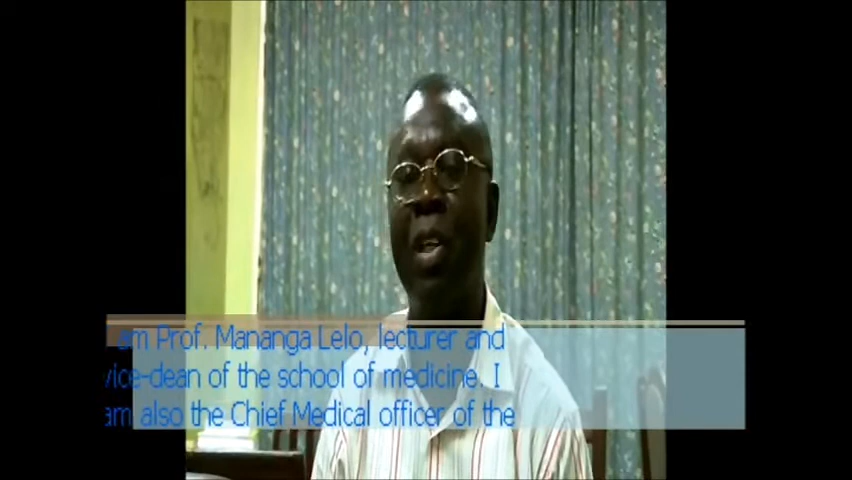 am Prof. Mananga Lelo, lecturer and
vice-dean of the school of medicine. I
am also the Chief Medical officer of the